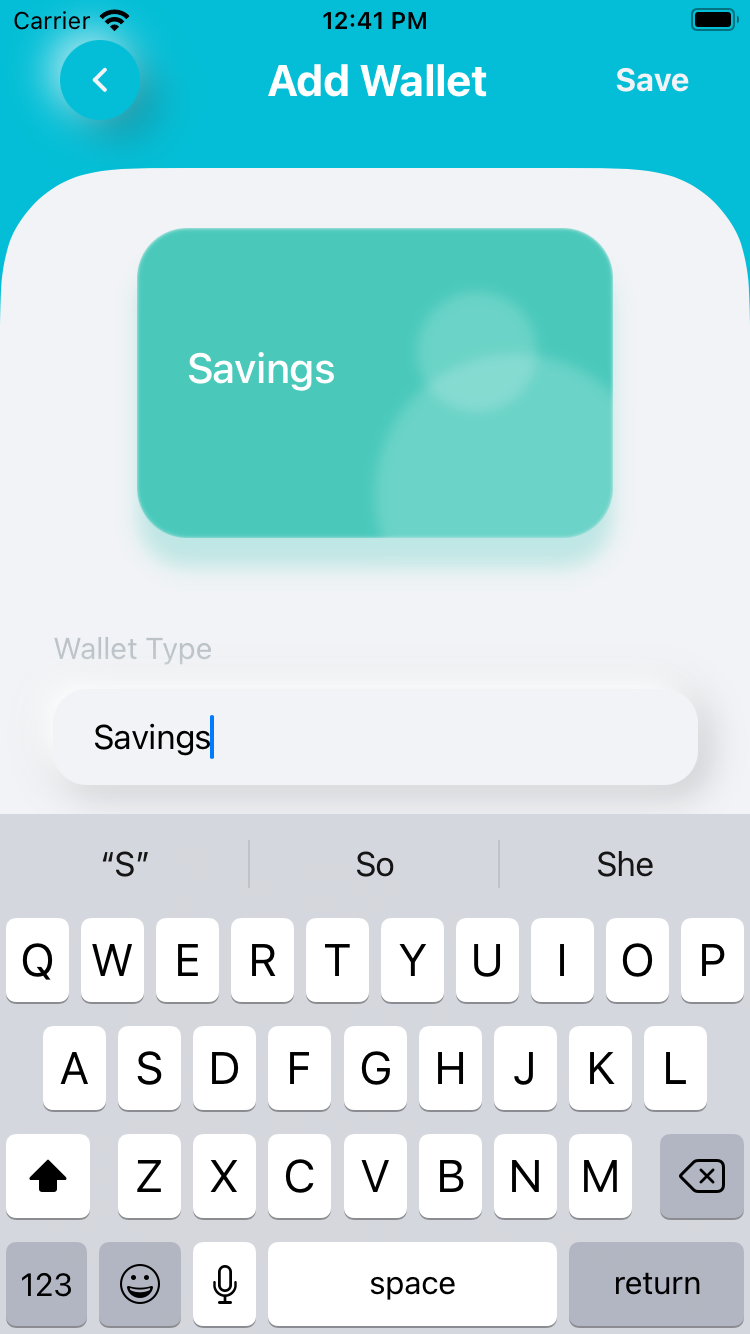 Carrier 12:41 PM
Add Wallet Save
Savings
Wallet Type
Savings
“S” So She
Q W E R T Y U I O P
A S D F G H J K L
Z X C V B N M
123 space return